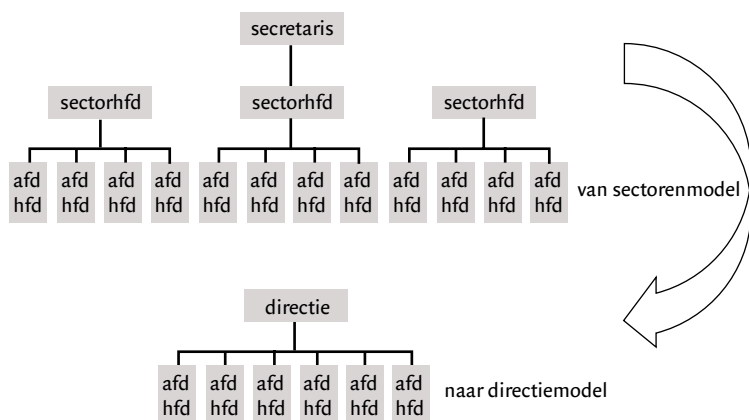 secretaris
sectorhfd sectorhfd sectorhfd
afd afd afd afd afd afd afd afd afd afd afd afd
hfd hfd hfd hfd hfd hfd hfd hfd hfd hfd hfd hfd
van sectorenmodel
directie
afd afd afd afd afd afd
hfd hfd hfd hfd hfd hfd
naar directiemodel